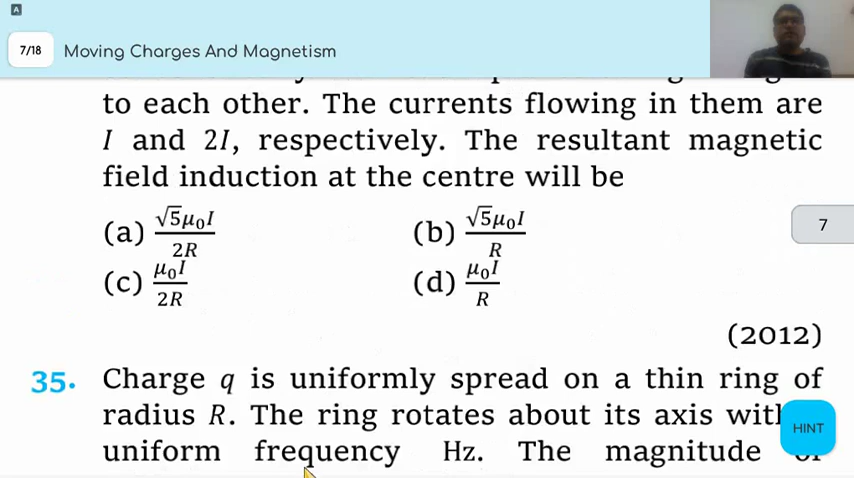 A
7/18 Moving Charges And Magnetism
to each other. The currents flowing in them are
I and 2I, respectively. The resultant magnetic
field induction at the centre will be
(a) √5μ₀I/2R (b) √5μ₀I/R
7
(c) μ₀I/2R (d) μ₀I/R
(2012)
35. Charge q is uniformly spread on a thin ring of
radius R. The ring rotates about its axis with
HINT
uniform frequency Hz. The magnitude of